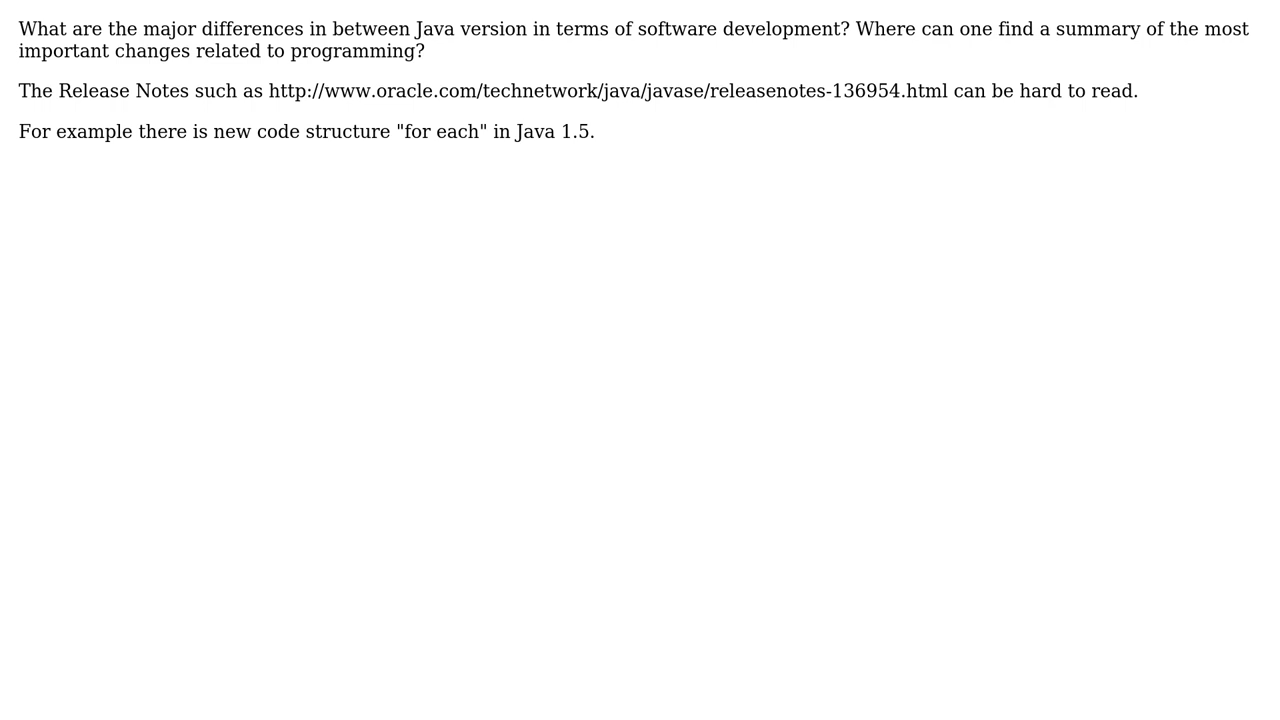 What are the major differences in between Java version in terms of software development? Where can one find a summary of the most
important changes related to programming?
The Release Notes such as http://www.oracle.com/technetwork/java/javase/releasenotes-136954.html can be hard to read.
For example there is new code structure "for each" in Java 1.5.